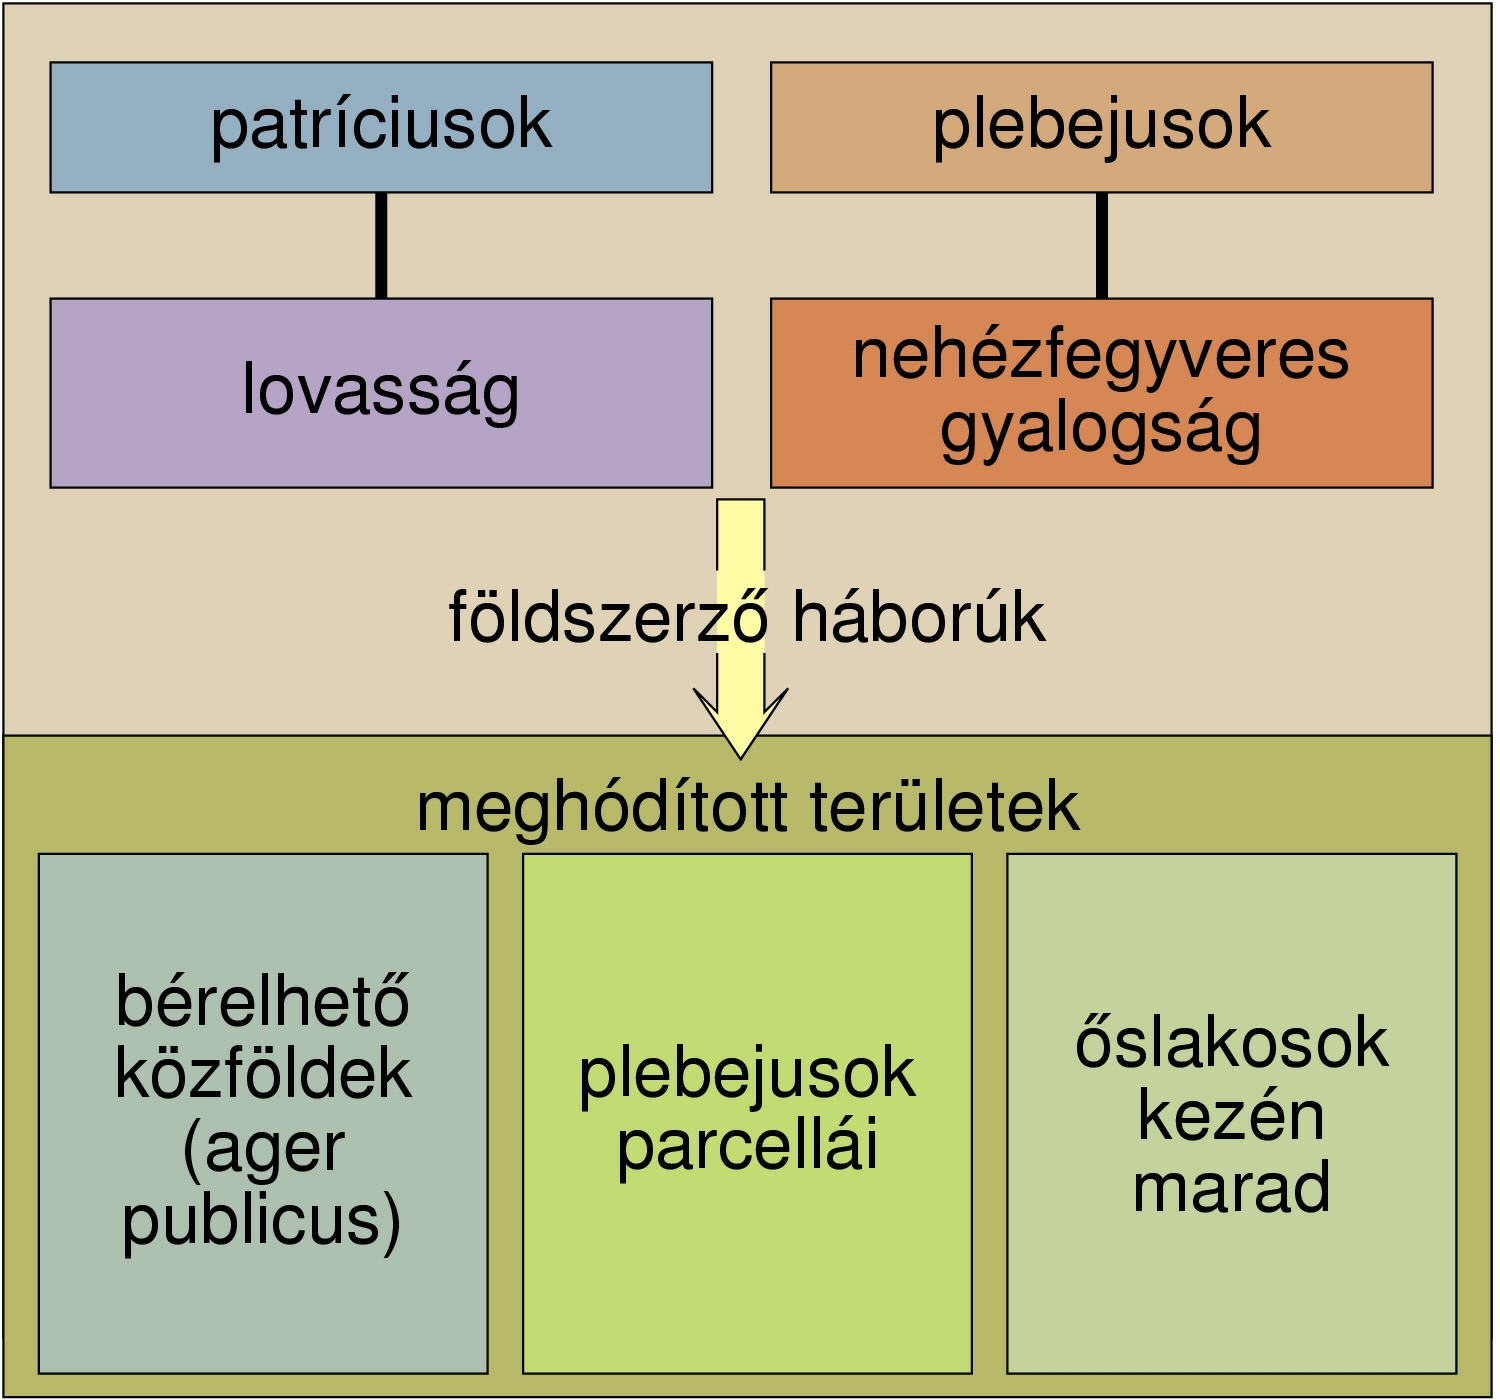 patríciusok
plebejusok
lovasság
nehézfegyveres
gyalogság
földszerző háborúk
meghódított területek
bérelhető
közföldek
(ager
publicus)
plebejusok
parcellái
őslakosok
kezén
marad